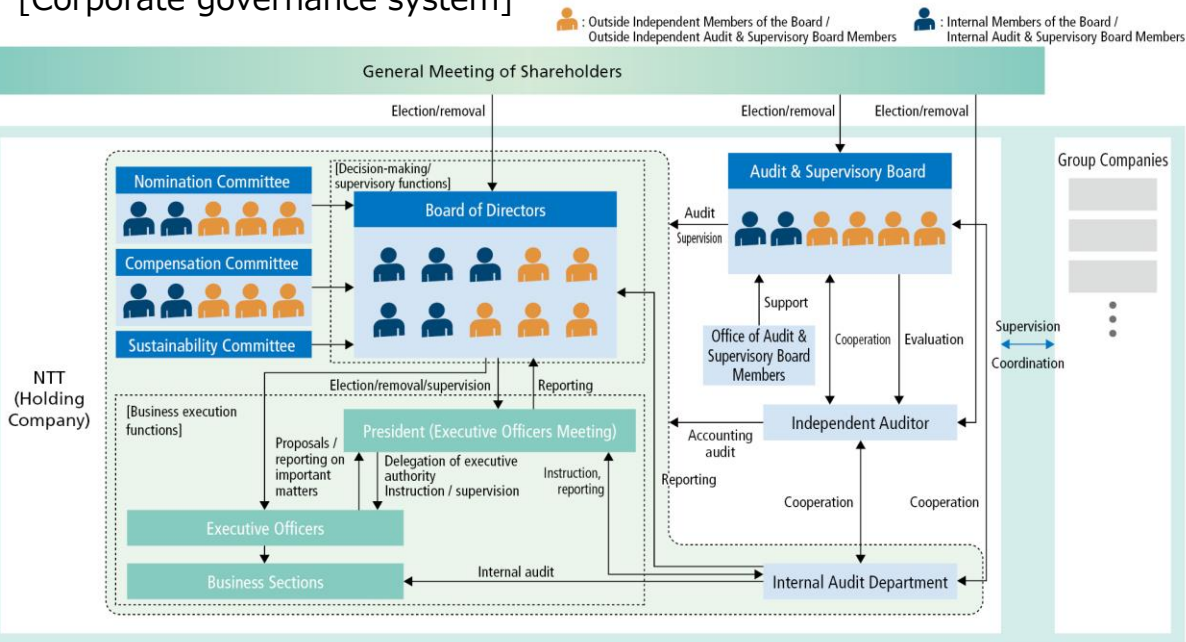 [Corporate governance system]
: Outside Independent Members of the Board /
Outside Independent Audit & Supervisory Board Members
: Internal Members of the Board /
Internal Audit & Supervisory Board Members
General Meeting of Shareholders
Election/removal
Election/removal
Election/removal
NTT
(Holding
Company)
Nomination Committee
Compensation Committee
Sustainability Committee
[Decision-making/
supervisory functions]
Board of Directors
Audit
Supervision
Audit & Supervisory Board
Support
Office of Audit &
Supervisory Board
Members
Cooperation
Evaluation
Group Companies
Supervision
Coordination
Election/removal/supervision
Reporting
[Business execution
functions]
President (Executive Officers Meeting)
Proposals /
reporting on
important
matters
Delegation of executive
authority
Instruction / supervision
Instruction,
reporting
Accounting
audit
Reporting
Independent Auditor
Cooperation
Cooperation
Executive Officers
Business Sections
Internal audit
Internal Audit Department